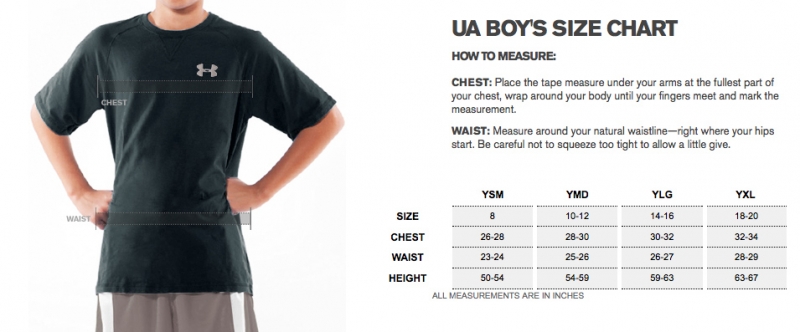 UA BOY'S SIZE CHART
HOW TO MEASURE:
CHEST: Place the tape measure under your arms at the fullest part of
your chest, wrap around your body until your fingers meet and mark the
measurement.
WAIST: Measure around your natural waistline—right where your hips
start. Be careful not to squeeze too tight to allow a little give.
CHEST
WAIST
YSM YMD YLG YXL
SIZE 8 10-12 14-16 18-20
CHEST 26-28 28-30 30-32 32-34
WAIST 23-24 25-26 26-27 28-29
HEIGHT 50-54 54-59 59-63 63-67
ALL MEASUREMENTS ARE IN INCHES